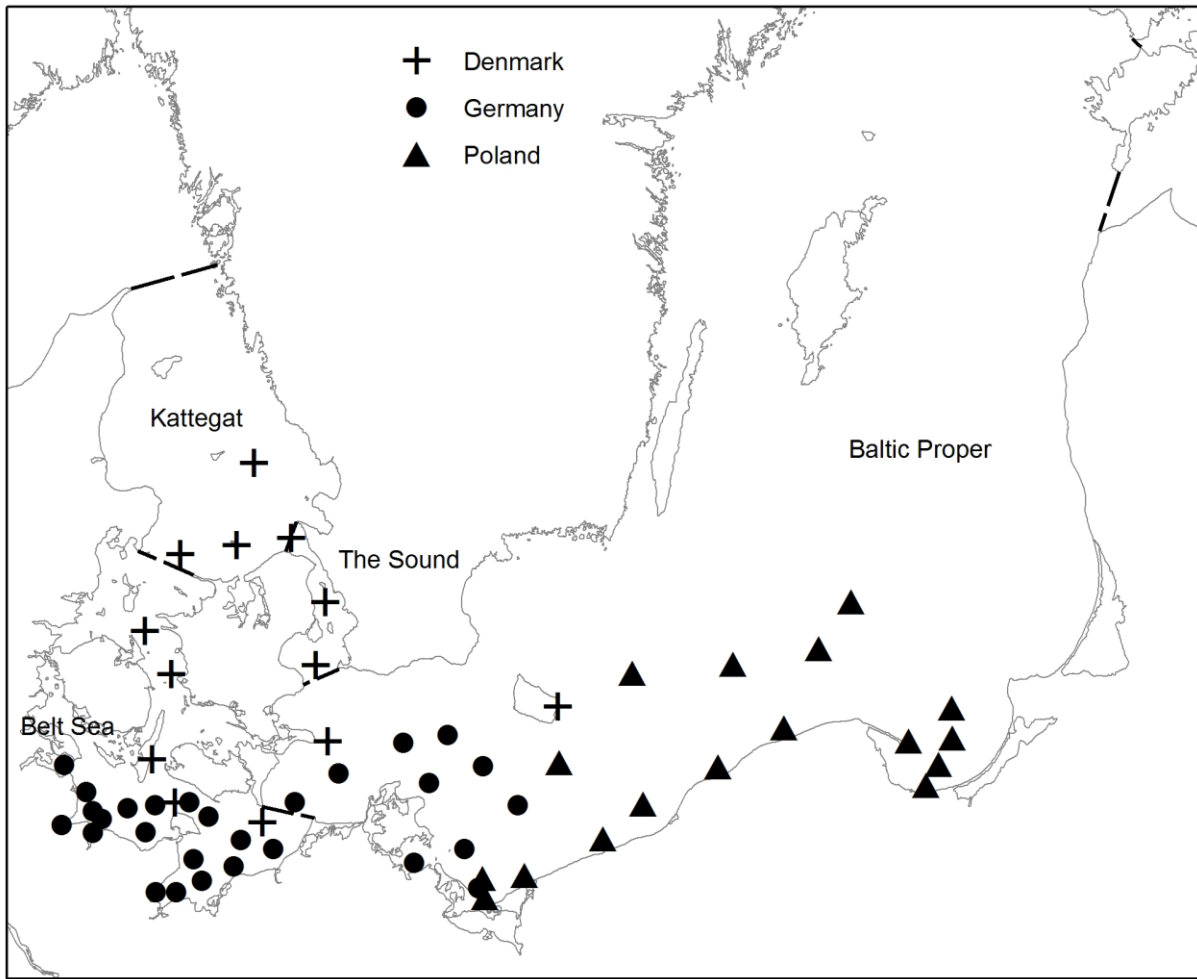 Denmark
Germany
Poland
Kattegat
Baltic Proper
The Sound
Belt Sea